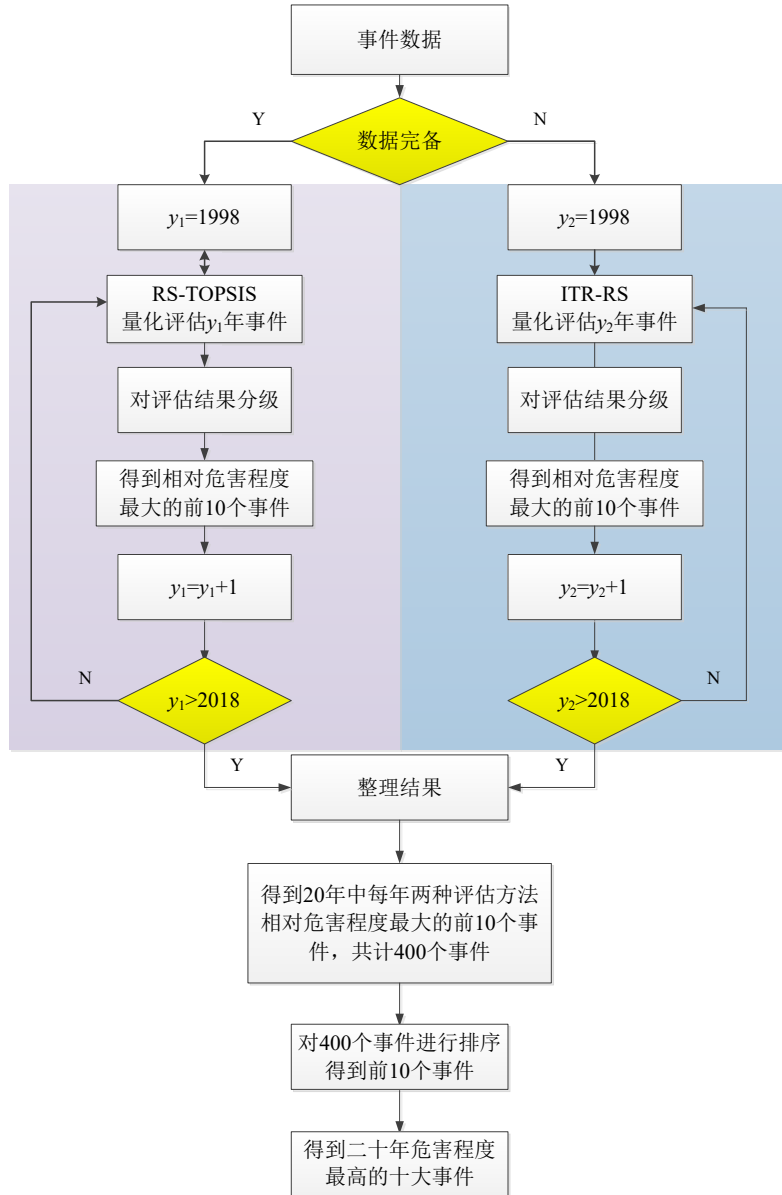 事件数据
Y
N
数据完备
y₁=1998
y₂=1998
RS-TOPSIS
量化评估y₁年事件
ITR-RS
量化评估y₂年事件
对评估结果分级
对评估结果分级
得到相对危害程度
最大的前10个事件
得到相对危害程度
最大的前10个事件
y₁=y₁+1
y₂=y₂+1
N
y₁>2018
y₂>2018
N
Y
整理结果
Y
得到20年中每年两种评估方法
相对危害程度最大的前10个事
件，共计400个事件
对400个事件进行排序
得到前10个事件
得到二十年危害程度
最高的十大事件